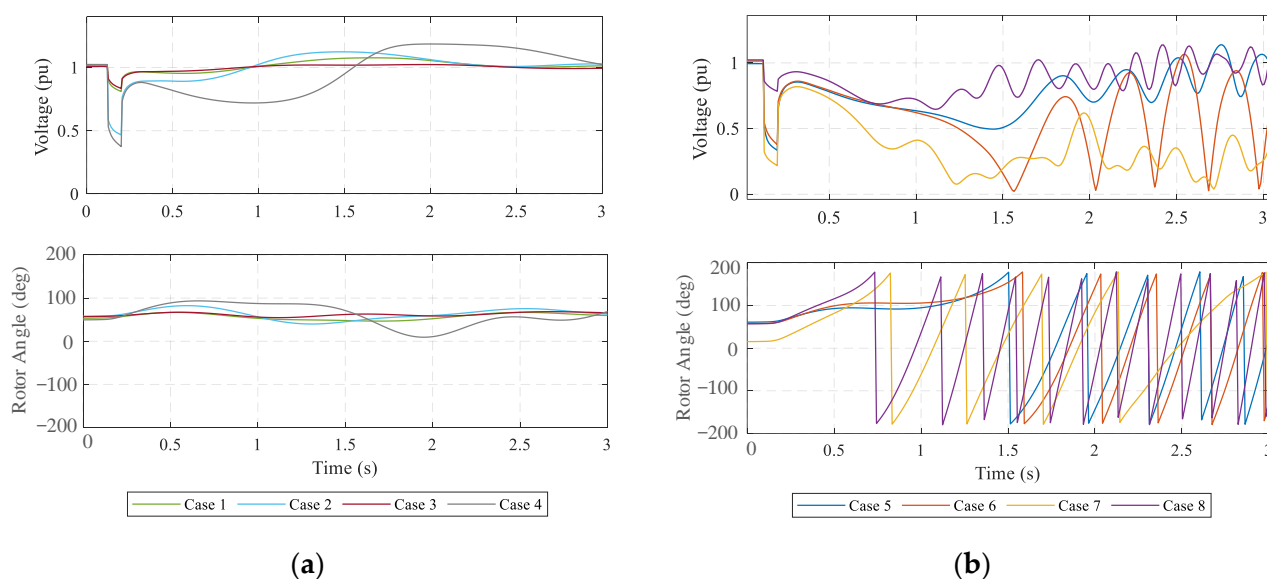 Voltage (pu)
1
0.5
0
0 0.5 1 1.5 2 2.5 3
Rotor Angle (deg)
200
100
0
−100
−200
0 0.5 1 1.5 2 2.5 3
Time (s)
Case 1 Case 2 Case 3 Case 4
(a)
Voltage (pu)
1
0.5
0
0.5 1 1.5 2 2.5 3
Rotor Angle (deg)
200
100
0
−100
−200
0 0.5 1 1.5 2 2.5 3
Time (s)
Case 5 Case 6 Case 7 Case 8
(b)